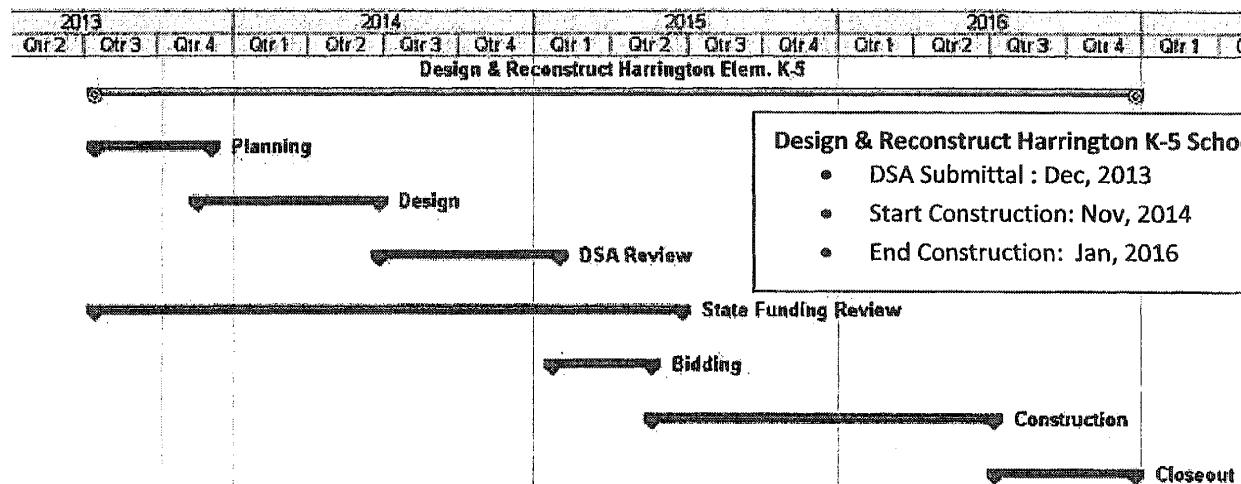 2013 2014 2015 2016
Qtr 2 Qtr 3 Qtr 4 Qtr 1 Qtr 2 Qtr 3 Qtr 4 Qtr 1 Qtr 2 Qtr 3 Qtr 4 Qtr 1 Qtr 2 Qtr 3 Qtr 4 Qtr 1
Design & Reconstruct Harrington Elem. K-5
Planning
Design & Reconstruct Harrington K-5 Schoo
• DSA Submittal : Dec, 2013
Design
• Start Construction: Nov, 2014
DSA Review
• End Construction: Jan, 2016
State Funding Review
Bidding
Construction
Closeout